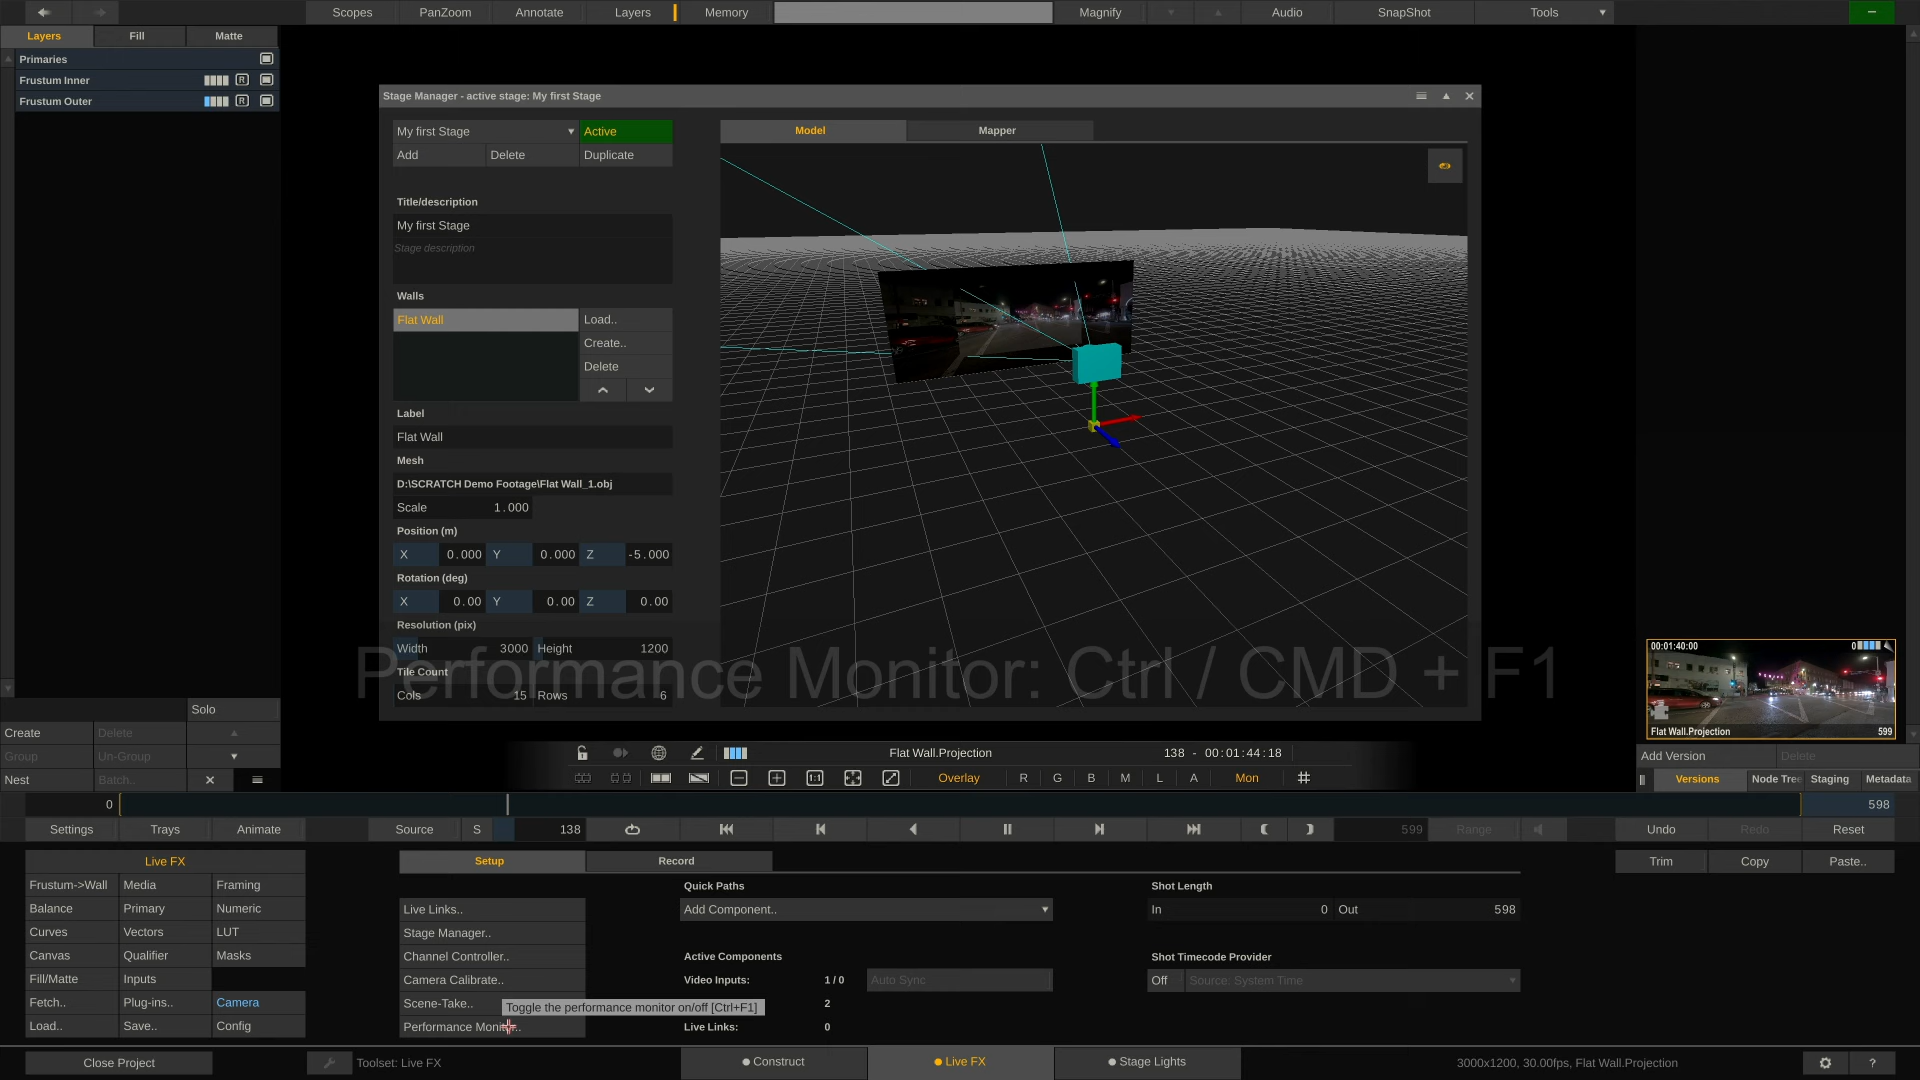 Scopes PanZoom Annotate Layers Memory Magnify Audio SnapShot Tools
Layers Fill Matte
Primaries
Frustum Inner R
Frustum Outer R
Stage Manager - active stage: My first Stage
My first Stage Active
Add Delete Duplicate
Title/description
My first Stage
Stage description
Walls
Flat Wall Load..
Create..
Delete
Label
Flat Wall
Mesh
D:\SCRATCH Demo Footage\Flat Wall_1.obj
Scale 1.000
Position (m)
X 0.000 Y 0.000 Z -5.000
Rotation (deg)
X 0.00 Y 0.00 Z 0.00
Resolution (pix)
Width 3000 Height 1200
Tile Count
Cols 15 Rows 6
Model Mapper
Performance Monitor: Ctrl / CMD + F1
00:01:40:00 0
Flat Wall.Projection 599
Solo
Create Delete
Group Un-Group
Nest Batch..
Flat Wall.Projection 138 - 00:01:44:18
1:1 Overlay R G B M L A Mon
Add Version Delete
Versions Node Tree Staging Metadata
0 598
Settings Trays Animate Source S 138 599 Range Undo Redo Reset
Live FX
Frustum->Wall Media Framing
Balance Primary Numeric
Curves Vectors LUT
Canvas Qualifier Masks
Fill/Matte Inputs
Fetch.. Plug-ins.. Camera
Load.. Save.. Config
Setup Record
Live Links..
Stage Manager..
Channel Controller..
Camera Calibrate..
Scene-Take..
Toggle the performance monitor on/off [Ctrl+F1]
Performance Monitor..
Quick Paths
Add Component..
Active Components
Video Inputs: 1 / 0 Auto Sync
2
Live Links: 0
Shot Length
In 0 Out 598
Shot Timecode Provider
Off Source: System Time
Trim Copy Paste..
Close Project Toolset: Live FX Construct Live FX Stage Lights 3000x1200, 30.00fps, Flat Wall.Projection ?